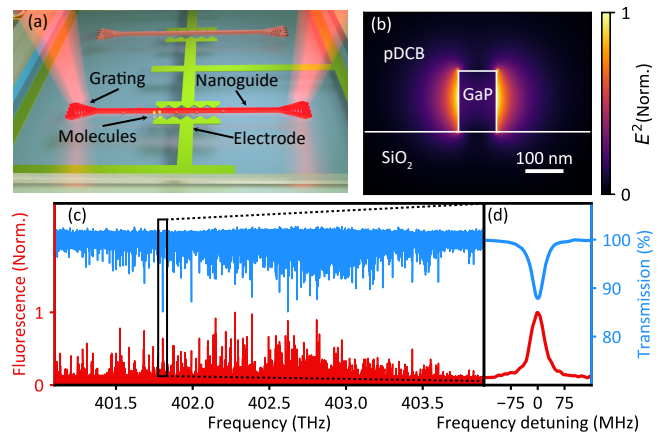 (a)
Grating
Nanoguide
Molecules
Electrode
(b)
pDCB
GaP
SiO₂
100 nm
1
0
E²(Norm.)
(c)
Fluorescence (Norm.)
1
0
401.5 402.0 402.5 403.0 403.5
Frequency (THz)
(d)
100
90
80
Transmission (%)
−75 0 75
Frequency detuning (MHz)